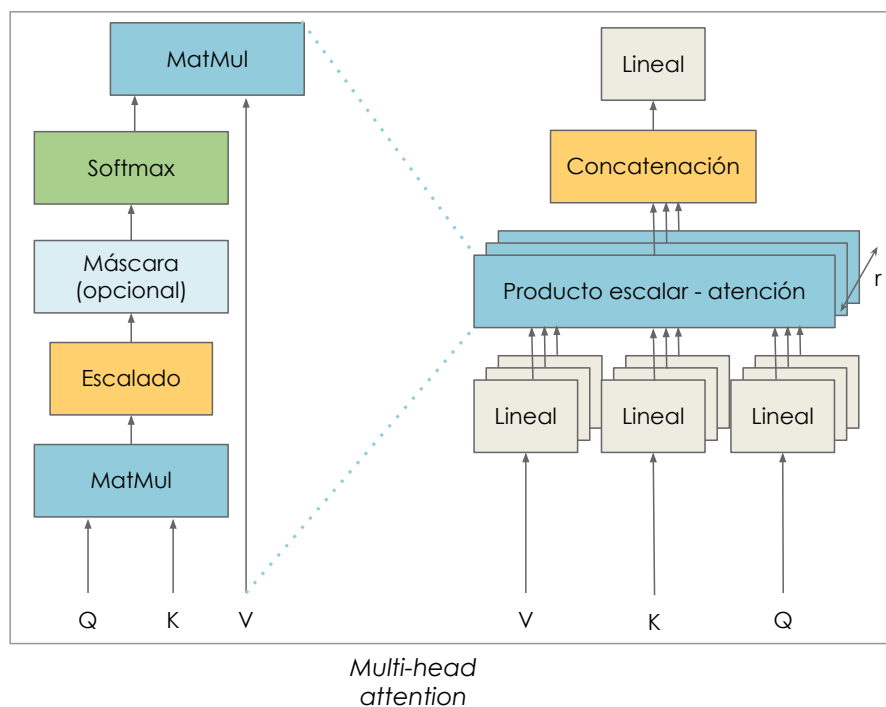 MatMul
Softmax
Máscara
(opcional)
Escalado
MatMul
Q
K
V
Lineal
Concatenación
Producto escalar - atención
r
Lineal
Lineal
Lineal
V
K
Q
Multi-head
attention